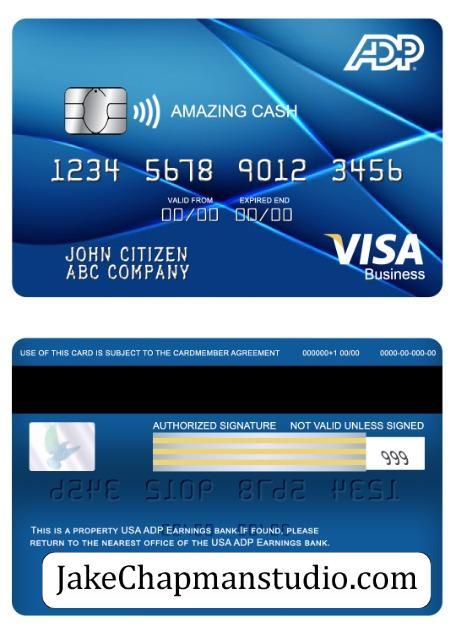 ADP
AMAZING CASH
1234 5678 9012 3456
VALID FROM EXPIRED END
00/00 00/00
JOHN CITIZEN
ABC COMPANY
VISA
Business
USE OF THIS CARD IS SUBJECT TO THE CARDMEMBER AGREEMENT 000000+1 00/00 0000-00-000-00
AUTHORIZED SIGNATURE NOT VALID UNLESS SIGNED
999
THIS IS A PROPERTY USA ADP EARNINGS BANK. IF FOUND, PLEASE
RETURN TO THE NEAREST OFFICE OF THE USA ADP EARNINGS BANK.
JakeChapmanstudio.com